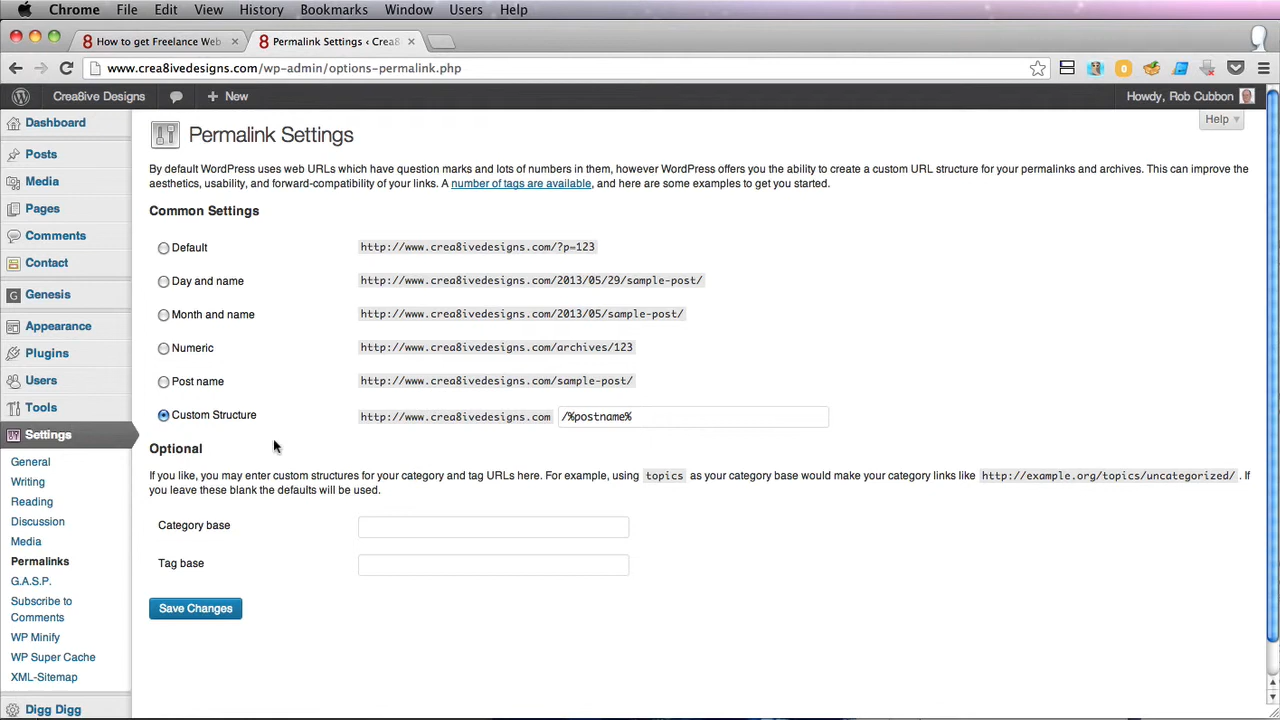 Chrome File Edit View History Bookmarks Window Users Help
8 How to get Freelance Web × 8 Permalink Settings ‹ Crea8 ×
www.crea8ivedesigns.com/wp-admin/options-permalink.php
Crea8ive Designs + New Howdy, Rob Cubbon
Help
Dashboard
Posts
Media
Pages
Comments
Contact
Genesis
Appearance
Plugins
Users
Tools
Settings
General
Writing
Reading
Discussion
Media
Permalinks
G.A.S.P.
Subscribe to
Comments
WP Minify
WP Super Cache
XML-Sitemap
Digg Digg
Permalink Settings
By default WordPress uses web URLs which have question marks and lots of numbers in them, however WordPress offers you the ability to create a custom URL structure for your permalinks and archives. This can improve the
aesthetics, usability, and forward-compatibility of your links. A number of tags are available, and here are some examples to get you started.
Common Settings
Default http://www.crea8ivedesigns.com/?p=123
Day and name http://www.crea8ivedesigns.com/2013/05/29/sample-post/
Month and name http://www.crea8ivedesigns.com/2013/05/sample-post/
Numeric http://www.crea8ivedesigns.com/archives/123
Post name http://www.crea8ivedesigns.com/sample-post/
Custom Structure http://www.crea8ivedesigns.com /%postname%
Optional
If you like, you may enter custom structures for your category and tag URLs here. For example, using topics as your category base would make your category links like http://example.org/topics/uncategorized/ . If
you leave these blank the defaults will be used.
Category base
Tag base
Save Changes